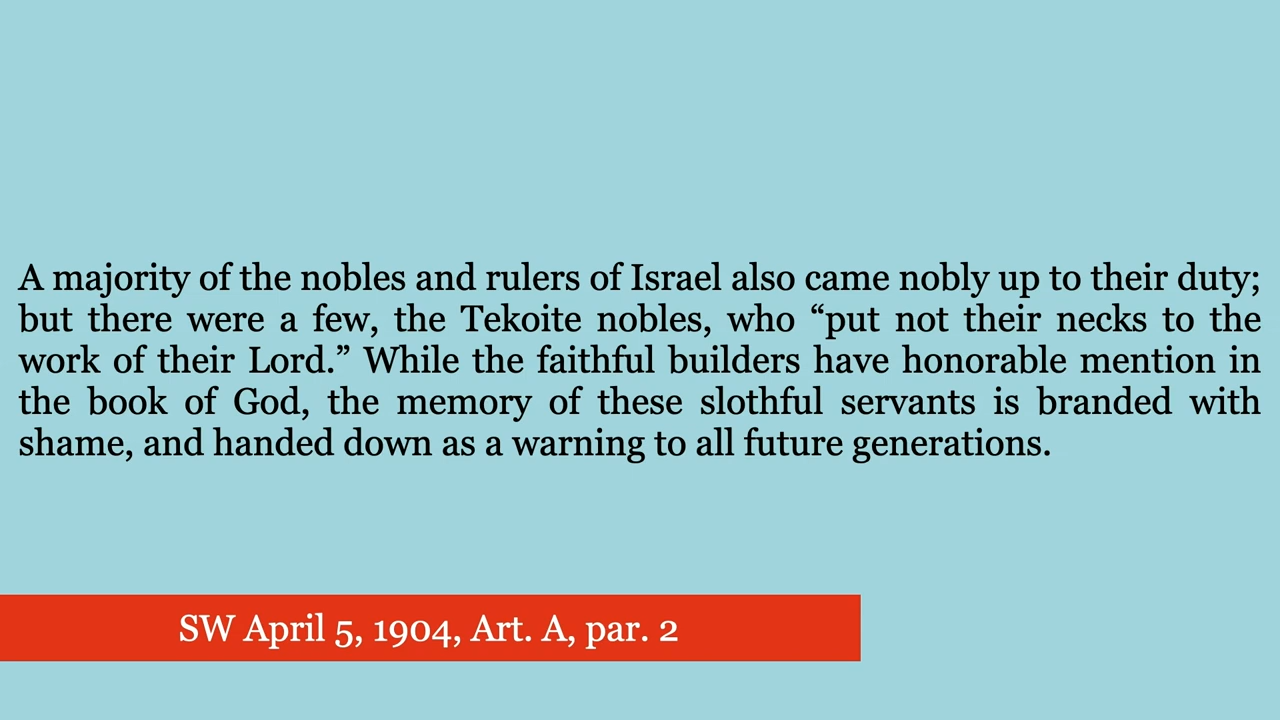 A majority of the nobles and rulers of Israel also came nobly up to their duty;
but there were a few, the Tekoite nobles, who “put not their necks to the
work of their Lord.” While the faithful builders have honorable mention in
the book of God, the memory of these slothful servants is branded with
shame, and handed down as a warning to all future generations.
SW April 5, 1904, Art. A, par. 2